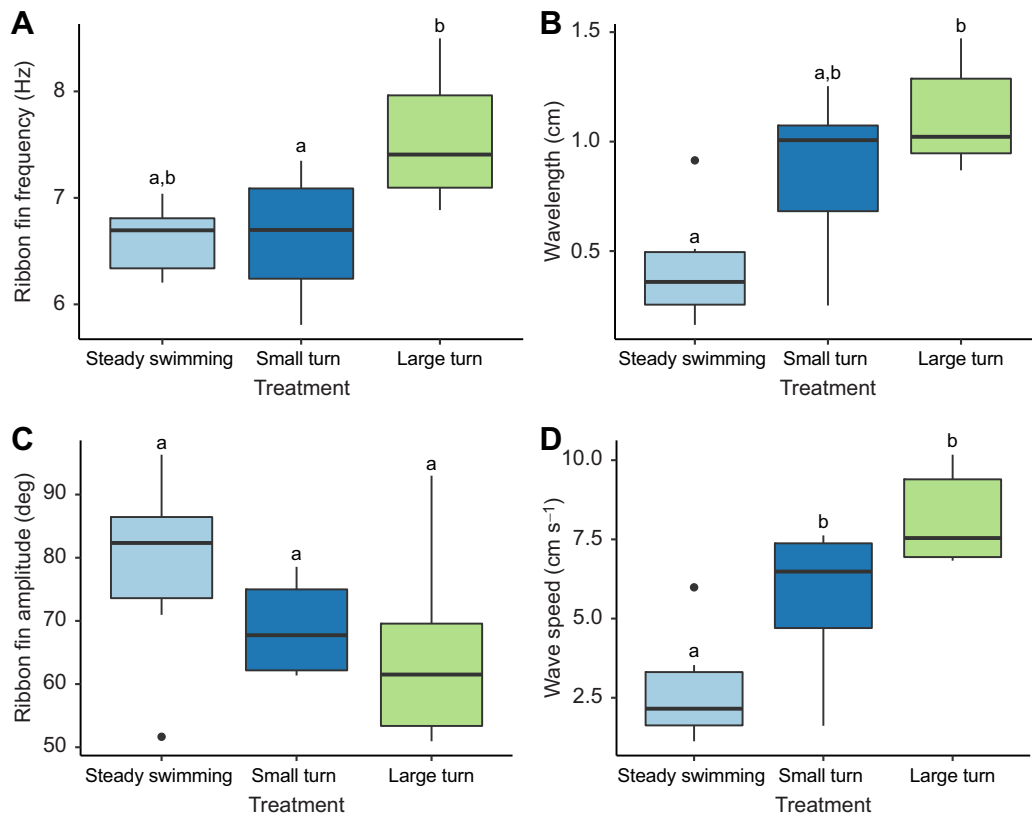 A
Ribbon fin frequency (Hz)
8
7
6
a,b
a
b
Steady swimming
Small turn
Large turn
Treatment
B
Wavelength (cm)
1.5
1.0
0.5
a
a,b
b
Steady swimming
Small turn
Large turn
Treatment
C
Ribbon fin amplitude (deg)
90
80
70
60
50
a
a
a
Steady swimming
Small turn
Large turn
Treatment
D
Wave speed (cm s⁻¹)
10.0
7.5
5.0
2.5
a
b
b
Steady swimming
Small turn
Large turn
Treatment